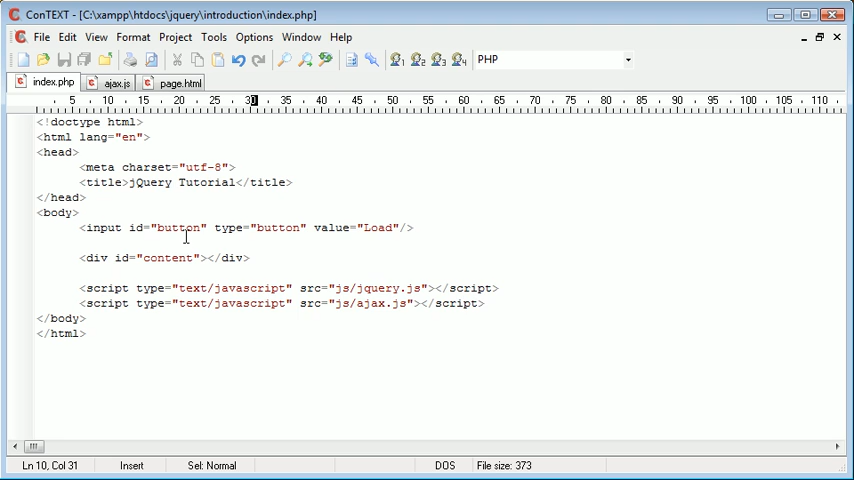 ConTEXT - [C:\xampp\htdocs\jquery\introduction\index.php]
File Edit View Format Project Tools Options Window Help
1 2 3 4 PHP
index.php ajax.js page.html
5 10 15 20 25 30 35 40 45 50 55 60 65 70 75 80 85 90 95 100 105 110
<!doctype html>
<html lang="en">
<head>
<meta charset="utf-8">
<title>jQuery Tutorial</title>
</head>
<body>
<input id="button" type="button" value="Load"/>
<div id="content"></div>
<script type="text/javascript" src="js/jquery.js"></script>
<script type="text/javascript" src="js/ajax.js"></script>
</body>
</html>
Ln 10, Col 31 Insert Sel: Normal DOS File size: 373